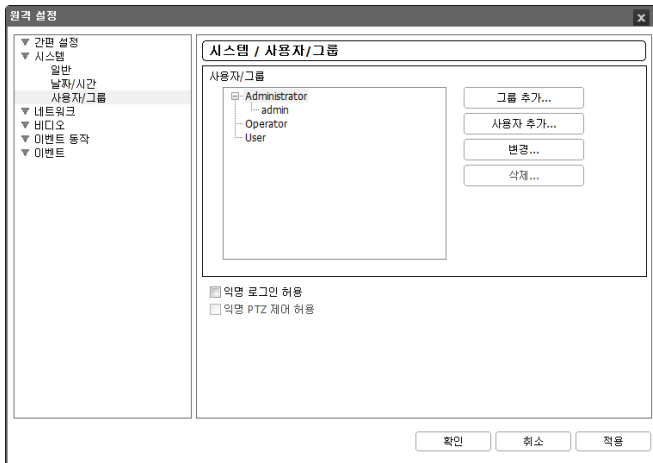 원격 설정
간편 설정
시스템
일반
날짜/시간
사용자/그룹
네트워크
비디오
이벤트 동작
이벤트
시스템 / 사용자/그룹
사용자/그룹
Administrator
admin
Operator
User
그룹 추가...
사용자 추가...
변경...
삭제...
익명 로그인 허용
익명 PTZ 제어 허용
확인
취소
적용